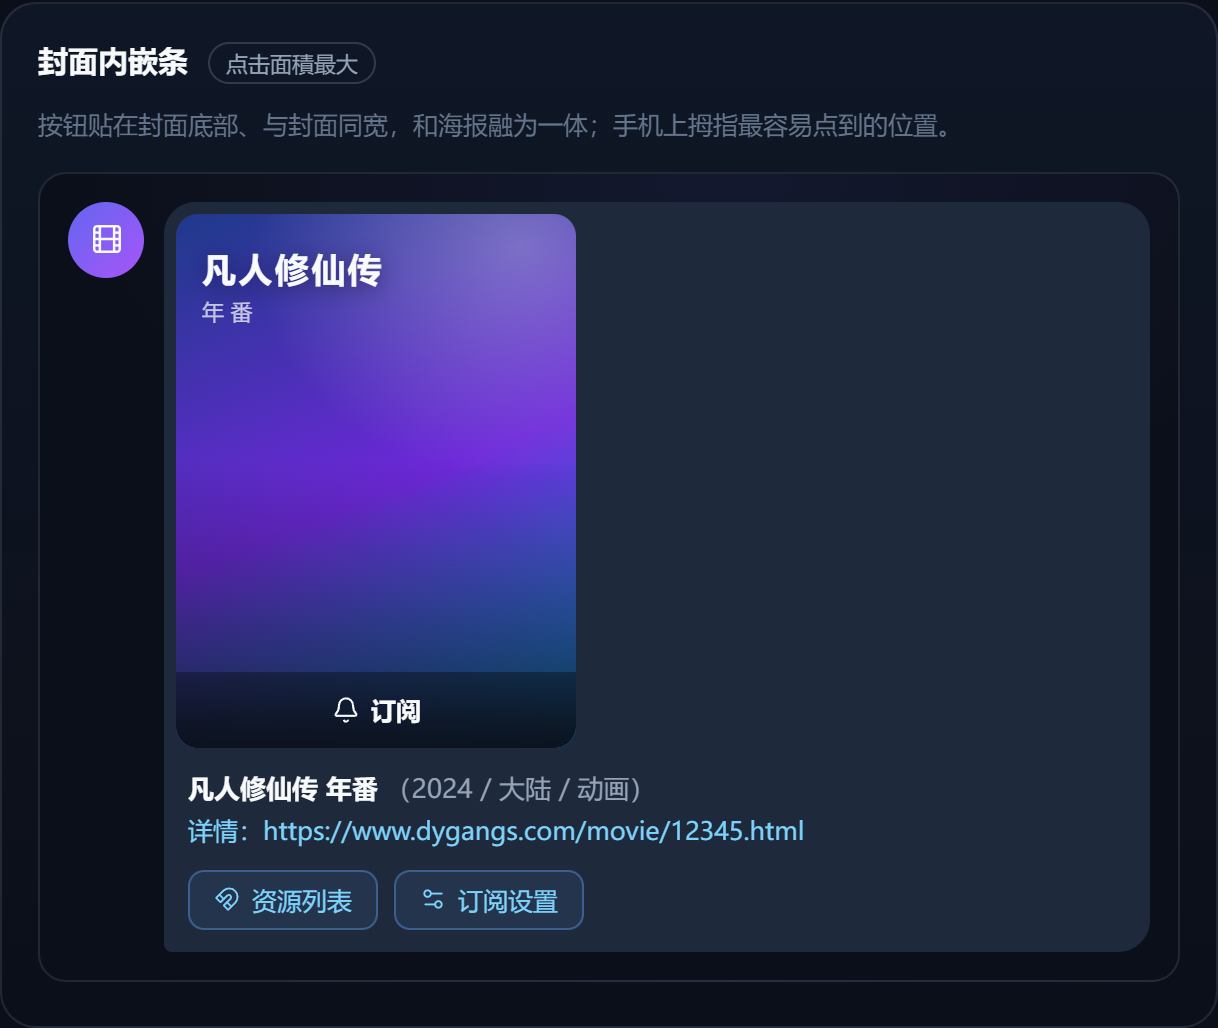 封面内嵌条
点击面積最大
按钮贴在封面底部、与封面同宽，和海报融为一体；手机上拇指最容易点到的位置。
凡人修仙传
年 番
订阅
凡人修仙传 年番 （2024 / 大陆 / 动画）
详情：https://www.dygangs.com/movie/12345.html
资源列表
订阅设置